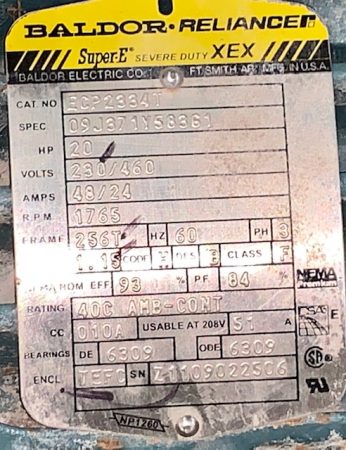 BALDOR·RELIANCER
Super-E SEVERE DUTY XEX
BALDOR ELECTRIC CO. FT. SMITH AR. MFG. IN U.S.A.
CAT. NO ECP2334T
SPEC 09J371Y583G1
HP 20
VOLTS 230/460
AMPS 48/24
R.P.M 1765
FRAME 256T HZ 60 PH 3
1.15 CODE DES B CLASS F
NEMA NOM EFF 93 % PF 84 %
RATING 40C AMB-CONT
CC 010A USABLE AT 208V 51 A
BEARINGS DE 6309 ODE 6309
ENCL TEFC SN Z1109022506
NEMA
E
NP1260